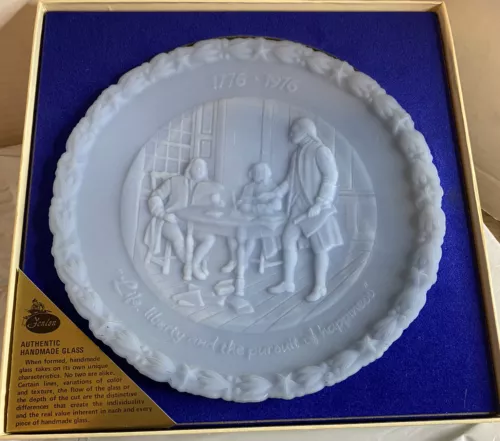 1776 - 1976
"Life, liberty and the pursuit of happiness"
Fenton
AUTHENTIC
HANDMADE GLASS
When formed, handmade
glass takes on its own unique
characteristics. No two are alike.
Certain lines, variations of color
and texture, the flow of the glass or
the depth of the cut are the distinctive
differences that create the individuality
and the real value inherent in each and every
piece of handmade glass.